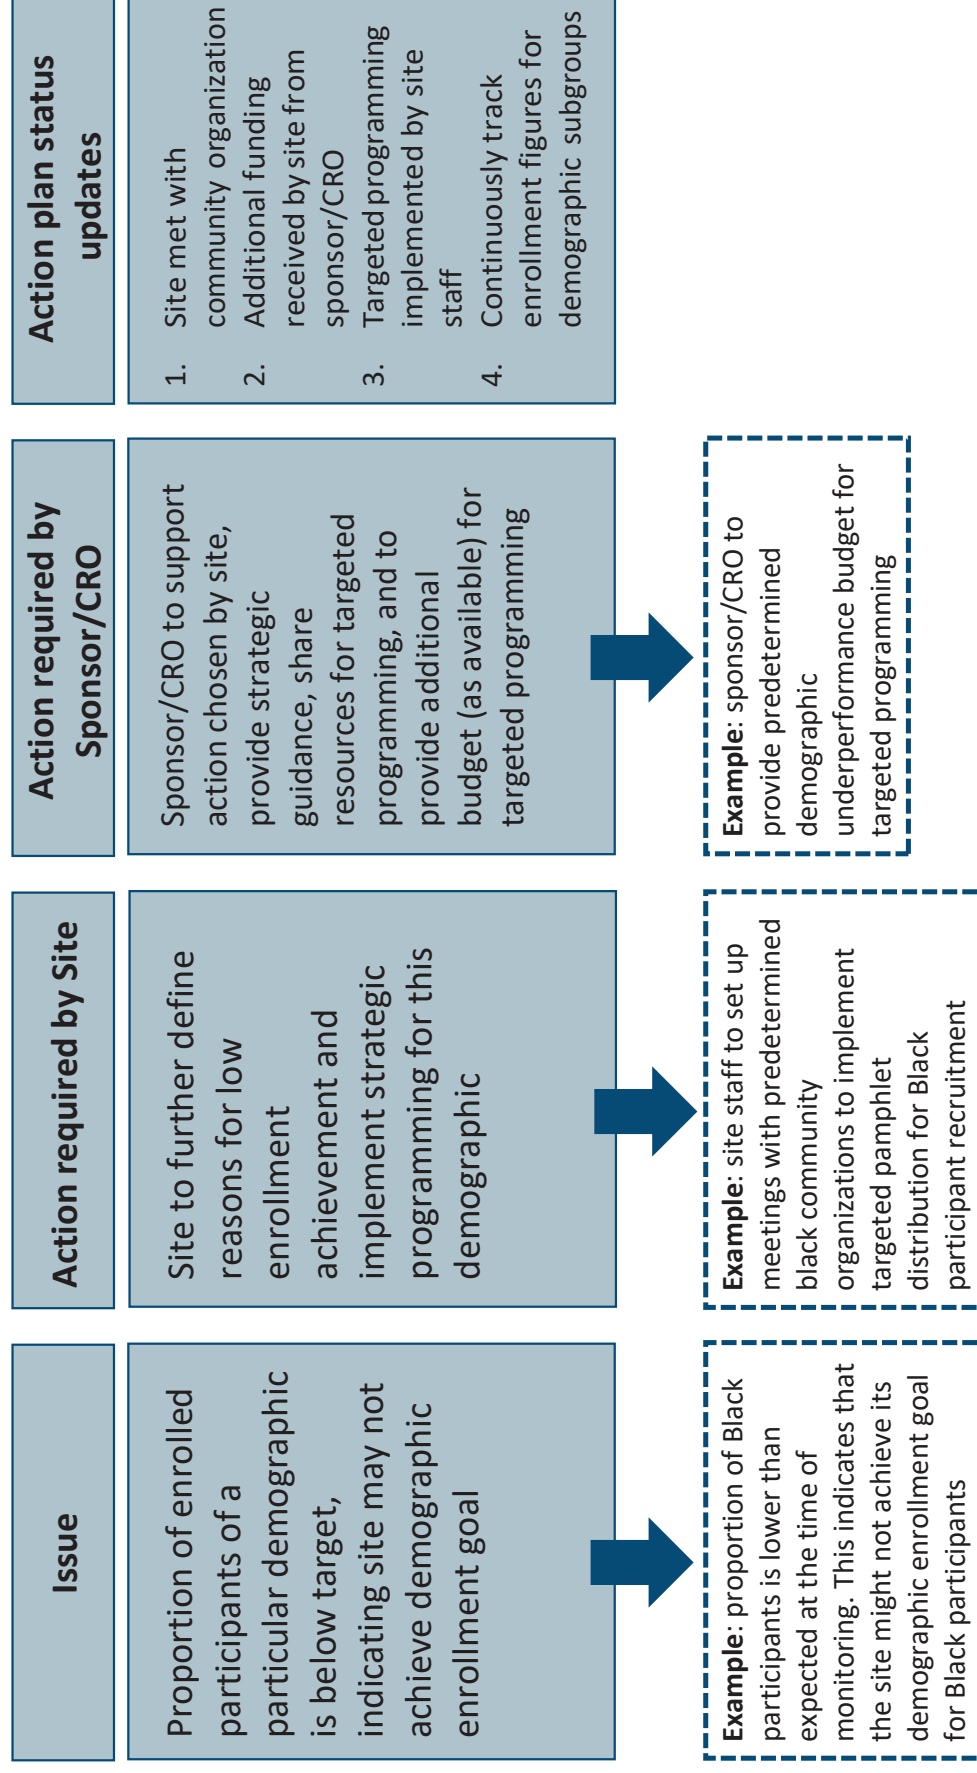 Issue
Proportion of enrolled
participants of a
particular demographic
is below target,
indicating site may not
achieve demographic
enrollment goal
Example: proportion of Black
participants is lower than
expected at the time of
monitoring. This indicates that
the site might not achieve its
demographic enrollment goal
for Black participants
Action required by Site
Site to further define
reasons for low
enrollment
achievement and
implement strategic
programming for this
demographic
Example: site staff to set up
meetings with predetermined
black community
organizations to implement
targeted pamphlet
distribution for Black
participant recruitment
Action required by
Sponsor/CRO
Sponsor/CRO to support
action chosen by site,
provide strategic
guidance, share
resources for targeted
programming, and to
provide additional
budget (as available) for
targeted programming
Example: sponsor/CRO to
provide predetermined
demographic
underperformance budget for
targeted programming
Action plan status
updates
1. Site met with
community organization
2. Additional funding
received by site from
sponsor/CRO
3. Targeted programming
implemented by site
staff
4. Continuously track
enrollment figures for
demographic subgroups